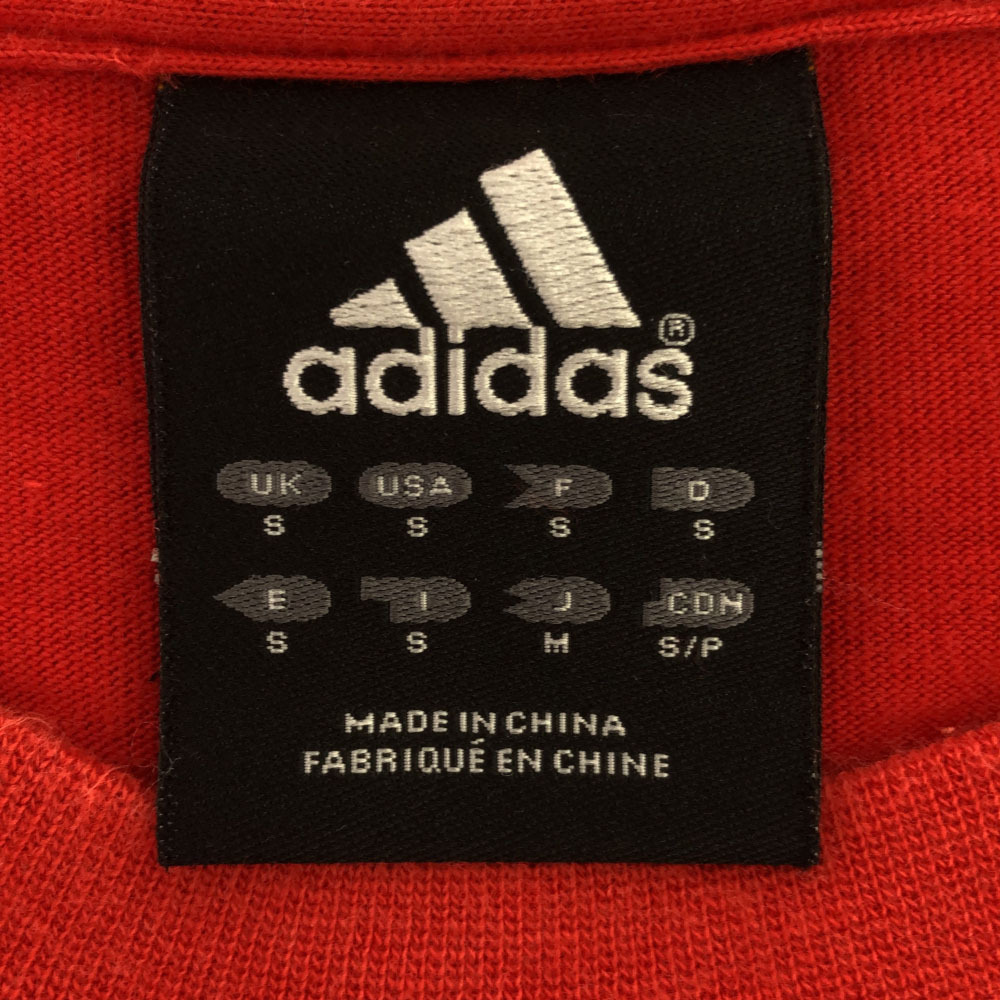 adidas®
UK USA F D
S S S S
E I J CDN
S S M S/P
MADE IN CHINA
FABRIQUÉ EN CHINE